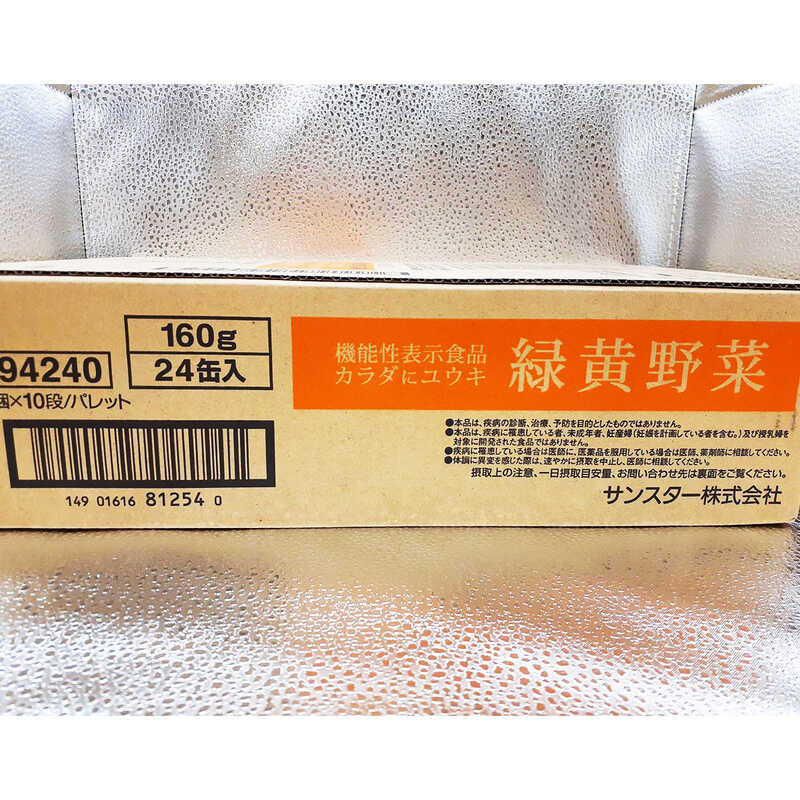 160g
24缶入
94240
×10段/パレット
149 01616 81254 0
機能性表示食品
カラダにユウキ
緑黄野菜
●本品は、疾病の診断、治療、予防を目的としたものではありません。
●本品は、疾病に罹患している者、未成年者、妊産婦(妊娠を計画している者を含む。)及び授乳婦を
対象に開発された食品ではありません。
●疾病に罹患している場合は医師に、医薬品を服用している場合は医師、薬剤師に相談してください。
●体調に異変を感じた際は、速やかに摂取を中止し、医師に相談してください。
摂取上の注意、一日摂取目安量、お問い合わせ先は裏面をご覧ください。
サンスター株式会社